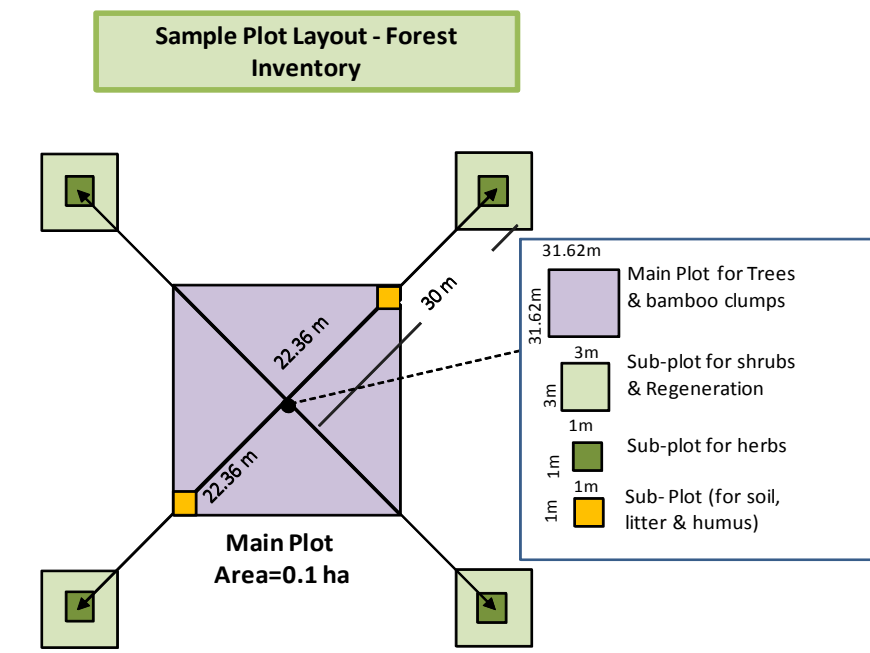 Sample Plot Layout - Forest
Inventory
30 m
22.36 m
22.36 m
Main Plot
Area=0.1 ha
31.62m
31.62m
Main Plot for Trees
& bamboo clumps
3m
3m
Sub-plot for shrubs
& Regeneration
1m
1m
Sub-plot for herbs
1m
1m
Sub- Plot (for soil,
litter & humus)